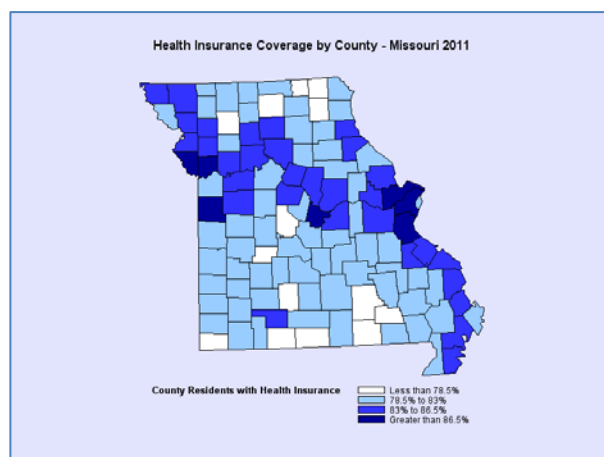 Health Insurance Coverage by County - Missouri 2011
County Residents with Health Insurance
Less than 78.5%
78.5% to 83%
83% to 86.5%
Greater than 86.5%